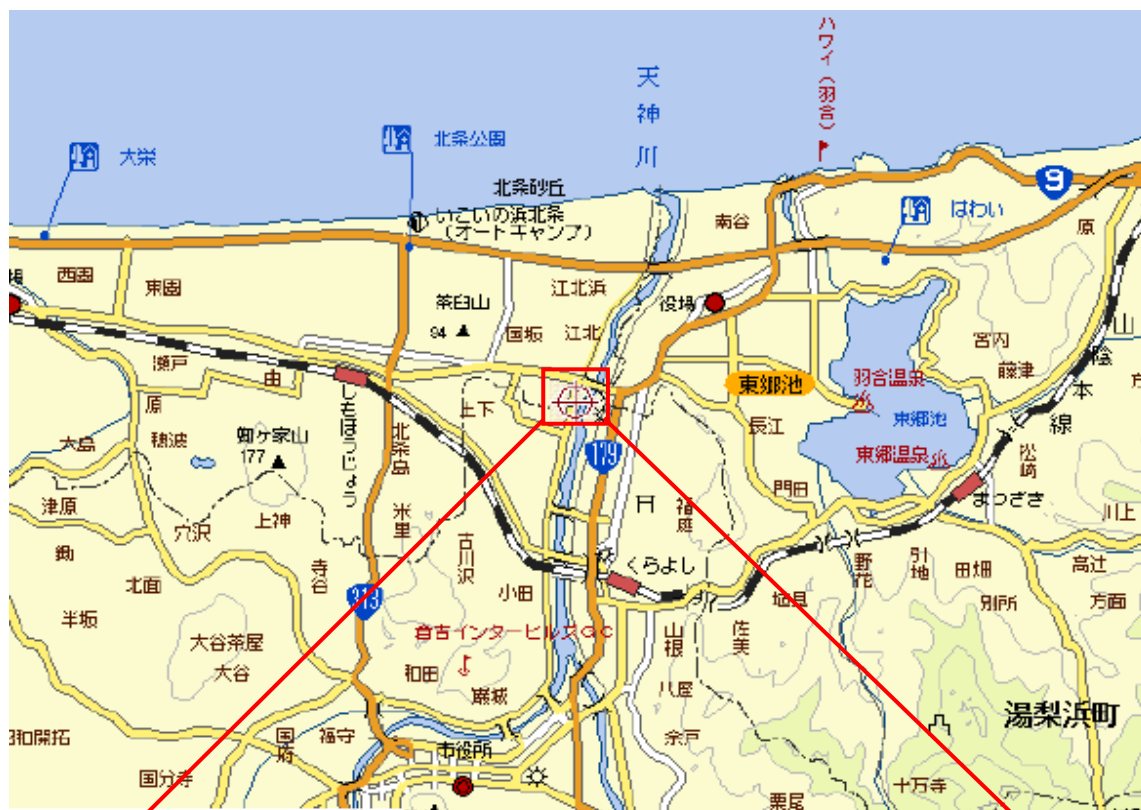 ハワイ（羽合）
天神川
大栄
北条公園
北条砂丘
いこいの浜北条
（オートキャンプ）
南谷
はわい
9
原
西園
東園
江北浜
茶臼山
94
国坂
江北
役場
山陰本線
宮内
藤津
瀬戸
由
しもほうじょう
上下
東郷池
羽合温泉
東郷池
原
穂波
大島
蜘ヶ家山
177
北条島
179
長江
東郷温泉
松崎
まつざき
門田
津原
上神
米里
福庭
川上
穴沢
古川沢
鋤
北面
寺谷
くらよし
野花
引地
田畑
高辻
小田
別所
方面
半坂
313
倉吉インターヒルズGC
山根
佐美
大谷茶屋
大谷
和田
巌城
八屋
湯梨浜町
昭和開拓
国府
福守
市役所
余戸
国分寺
十万寺
栗尾